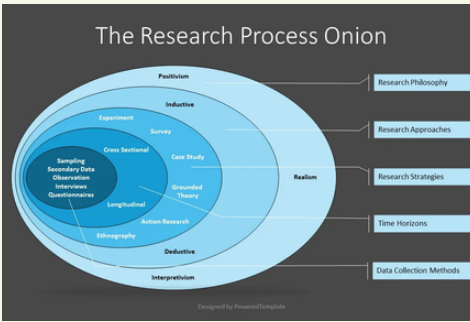 The Research Process Onion
Positivism
Research Philosophy
Inductive
Experiment
Survey
Research Approaches
Cross Sectional
Case Study
Sampling
Secondary Data
Observation
Interviews
Questionnaires
Realism
Research Strategies
Grounded
Theory
Longitudinal
Action Research
Time Horizons
Ethnography
Deductive
Interpretivism
Data Collection Methods
Designed by PoweredTemplate